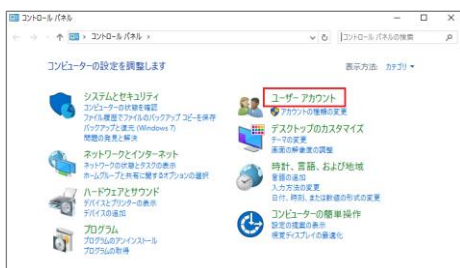 コントロール パネル
コントロール パネル
コントロール パネルの検索
コンピューターの設定を調整します
表示方法: カテゴリ
システムとセキュリティ
コンピューターの状態を確認
ファイル履歴でファイルのバックアップ コピーを保存
バックアップと復元 (Windows 7)
問題の発見と解決
ネットワークとインターネット
ネットワークの状態とタスクの表示
ホームグループと共有に関するオプションの選択
ハードウェアとサウンド
デバイスとプリンターの表示
デバイスの追加
プログラム
プログラムのアンインストール
プログラムの取得
ユーザー アカウント
アカウントの種類の変更
デスクトップのカスタマイズ
テーマの変更
画面の解像度の調整
時計、言語、および地域
言語の追加
入力方法の変更
日付、時刻、または数値の形式の変更
コンピューターの簡単操作
設定の提案の表示
視覚ディスプレイの最適化